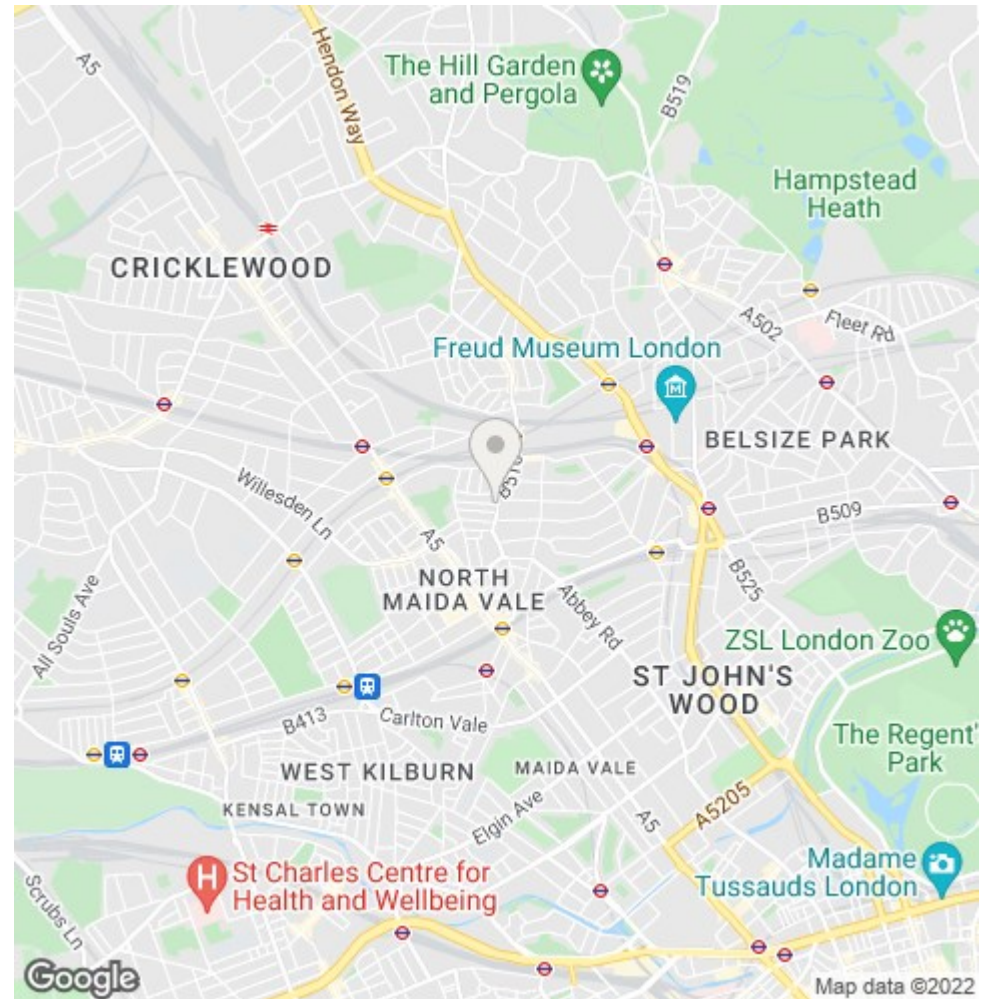 A5
Hendon Way
The Hill Garden
and Pergola
B519
Hampstead
Heath
CRICKLEWOOD
A502
Fleet Rd
Freud Museum London
BELSIZE PARK
B510
Willesden Ln
B509
A5
NORTH
MAIDA VALE
Abbey Rd
B525
All Souls Ave
ZSL London Zoo
ST JOHN'S
WOOD
B413
Carlton Vale
The Regent'
Park
WEST KILBURN
MAIDA VALE
KENSAL TOWN
Elgin Ave
A5
A5205
H
St Charles Centre for
Health and Wellbeing
Madame
Tussauds London
Scrubs Ln
Google
Map data ©2022